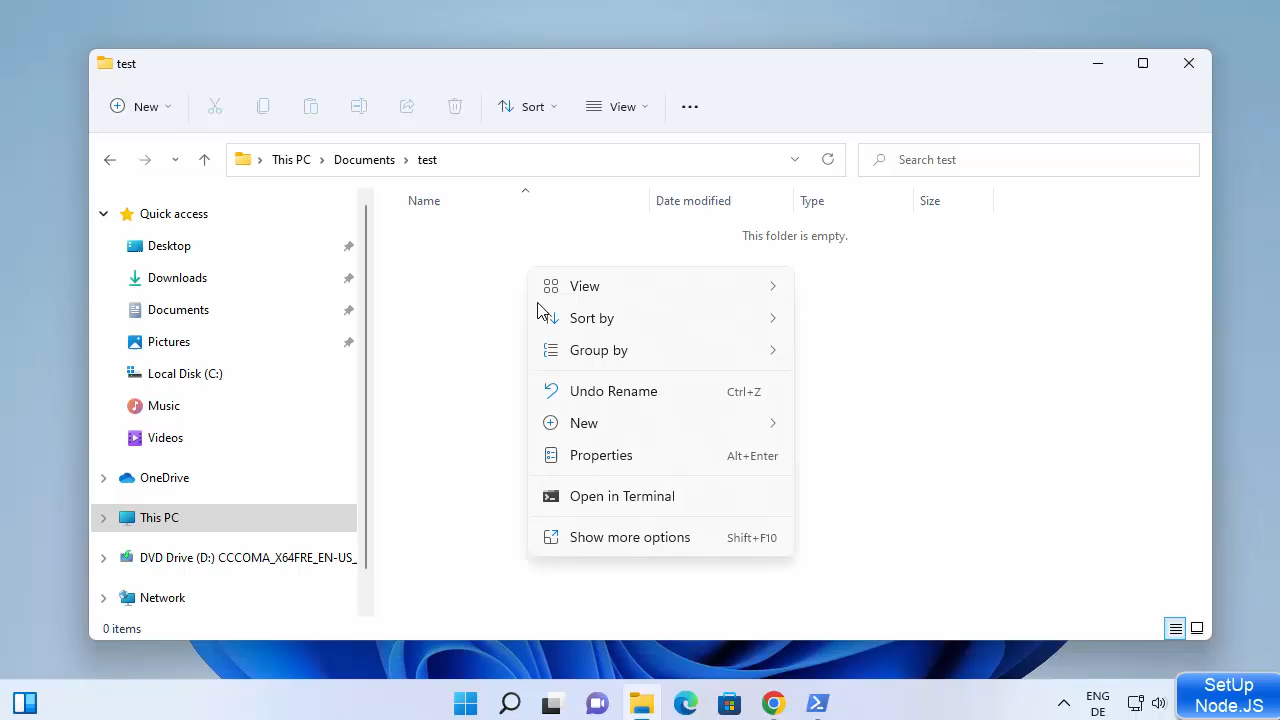 test
New
Sort
View
This PC
Documents
test
Search test
Name
Date modified
Type
Size
Quick access
This folder is empty.
Desktop
Downloads
Documents
Pictures
Local Disk (C:)
Music
Videos
OneDrive
This PC
DVD Drive (D:) CCCOMA_X64FRE_EN-US_
Network
View
Sort by
Group by
Undo Rename Ctrl+Z
New
Properties Alt+Enter
Open in Terminal
Show more options Shift+F10
0 items
ENG
DE
SetUp
Node.JS